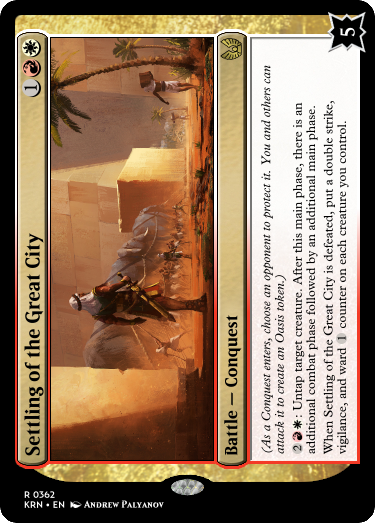 Settling of the Great City
1
Battle — Conquest
(As a Conquest enters, choose an opponent to protect it. You and others can
attack it to create an Oasis token.)
2: Untap target creature. After this main phase, there is an
additional combat phase followed by an additional main phase.
When Settling of the Great City is defeated, put a double strike,
vigilance, and ward 1 counter on each creature you control.
5
R 0362
KRN • EN Andrew Palyanov